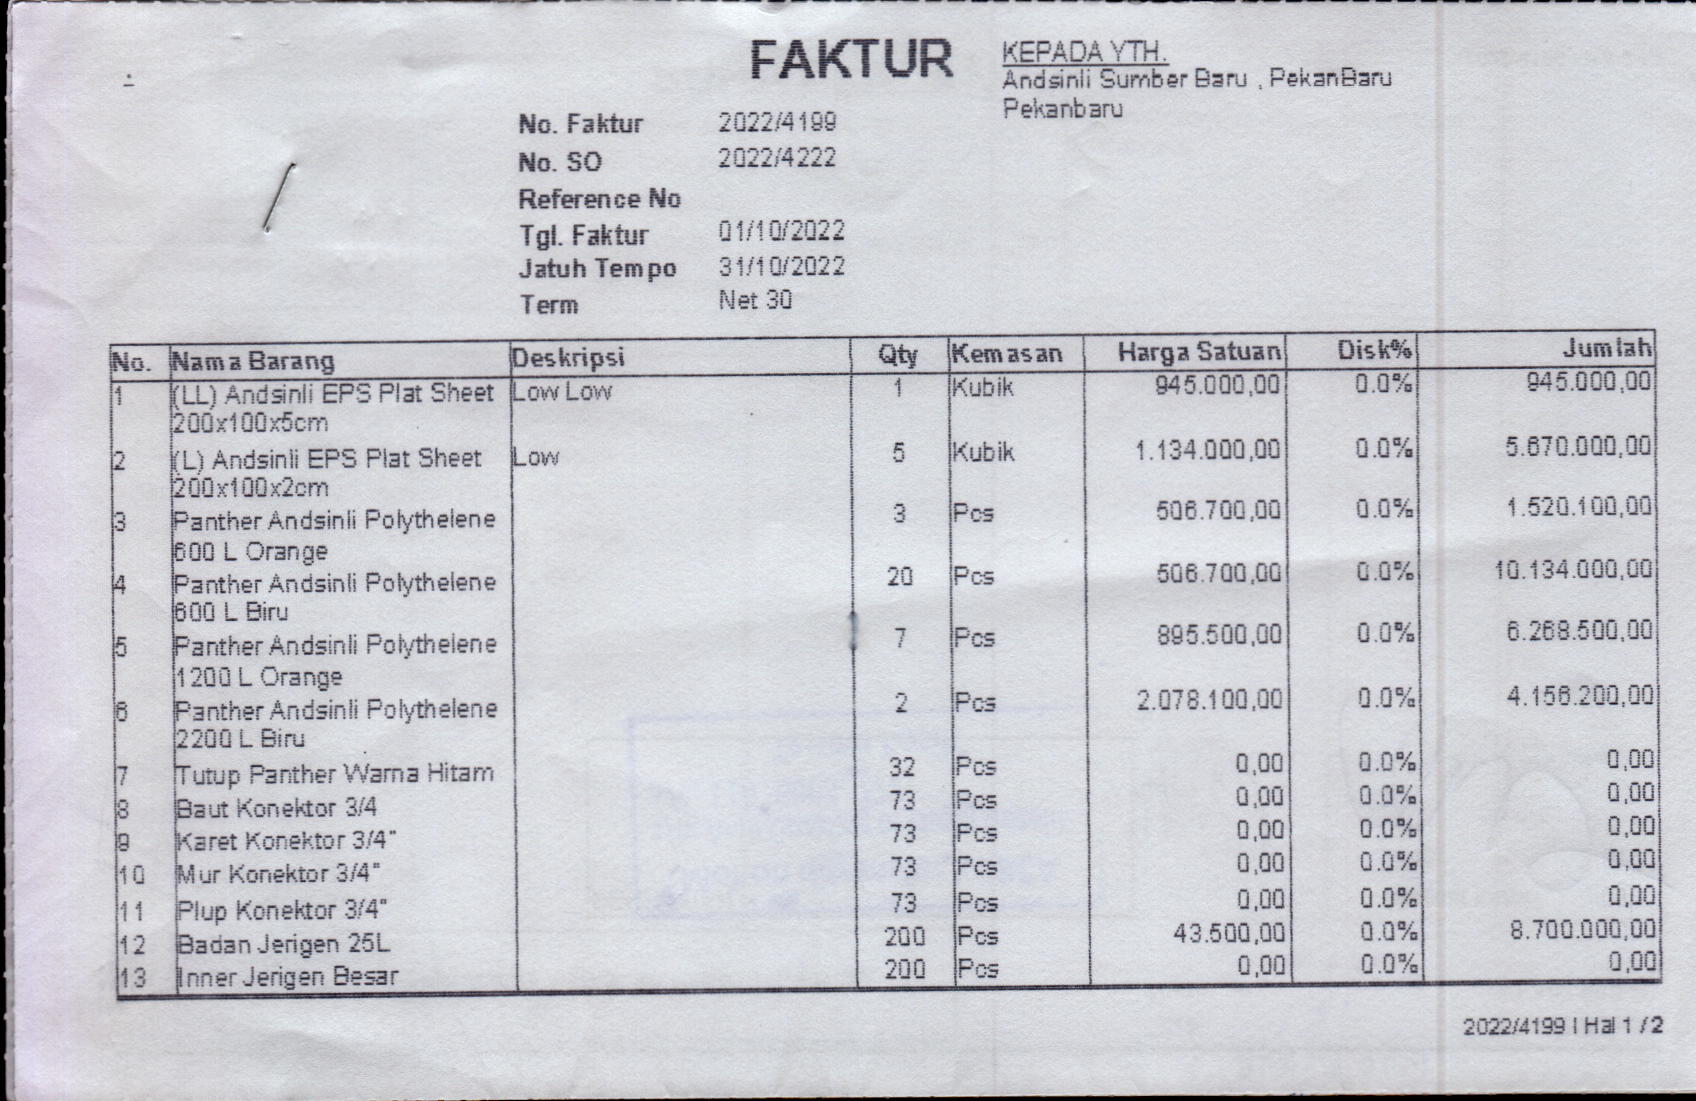 FAKTUR
KEPADA YTH.
Andsinli Sumber Baru , PekanBaru
Pekanbaru
No. Faktur 2022/4199
No. SO 2022/4222
Reference No
Tgl. Faktur 01/10/2022
Jatuh Tempo 31/10/2022
Term Net 30
No. Nama Barang Deskripsi Qty Kemasan Harga Satuan Disk% Jumlah
1 (LL) Andsinli EPS Plat Sheet Low Low 1 Kubik 945.000,00 0.0% 945.000,00
200x100x5cm
2 (L) Andsinli EPS Plat Sheet Low 5 Kubik 1.134.000,00 0.0% 5.670.000,00
200x100x2cm
3 Panther Andsinli Polythelene 3 Pcs 506.700,00 0.0% 1.520.100,00
600 L Orange
4 Panther Andsinli Polythelene 20 Pcs 506.700,00 0.0% 10.134.000,00
600 L Biru
5 Panther Andsinli Polythelene 7 Pcs 895.500,00 0.0% 6.268.500,00
1200 L Orange
6 Panther Andsinli Polythelene 2 Pcs 2.078.100,00 0.0% 4.156.200,00
2200 L Biru
7 Tutup Panther Warna Hitam 32 Pcs 0,00 0.0% 0,00
8 Baut Konektor 3/4 73 Pcs 0,00 0.0% 0,00
9 Karet Konektor 3/4" 73 Pcs 0,00 0.0% 0,00
10 Mur Konektor 3/4" 73 Pcs 0,00 0.0% 0,00
11 Plup Konektor 3/4" 73 Pcs 0,00 0.0% 0,00
12 Badan Jerigen 25L 200 Pcs 43.500,00 0.0% 8.700.000,00
13 Inner Jerigen Besar 200 Pcs 0,00 0.0% 0,00
2022/4199 | Hal 1 / 2